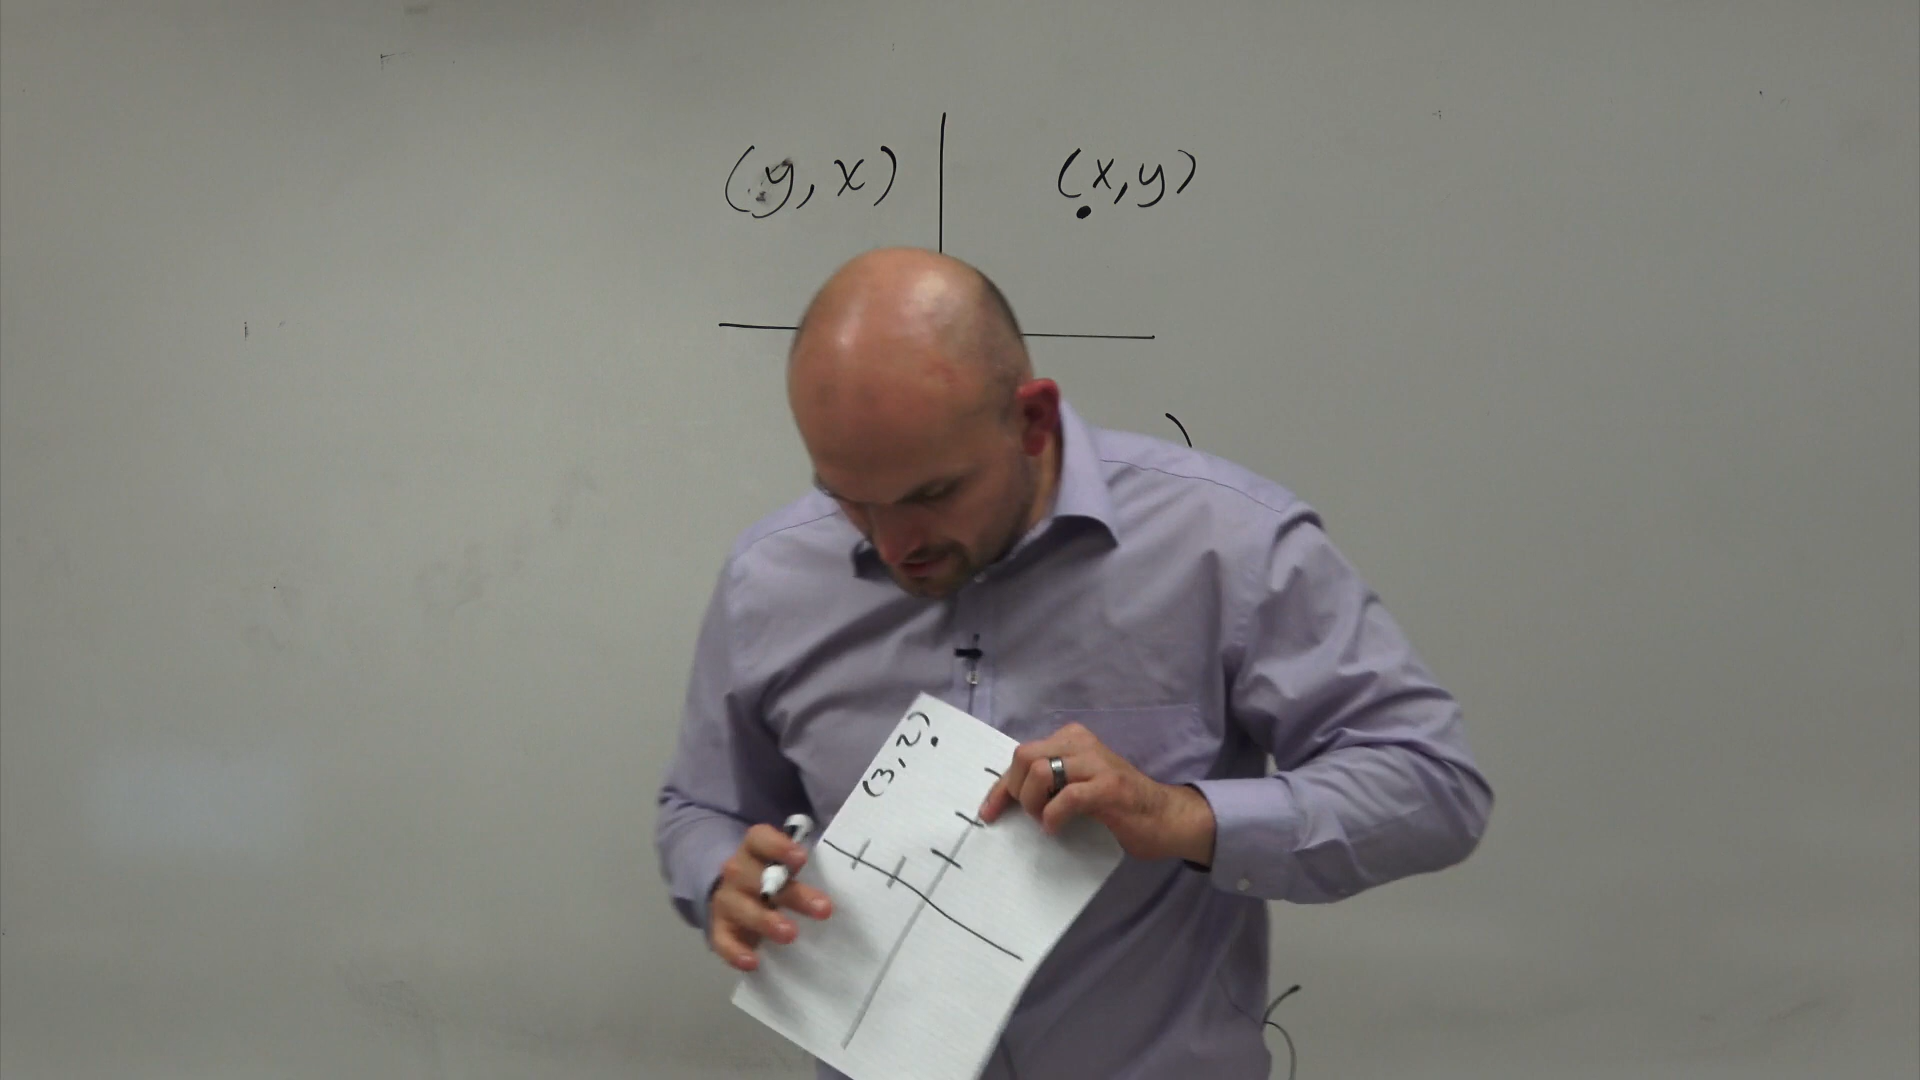 (y, x) (x, y)
)
(3, 2)